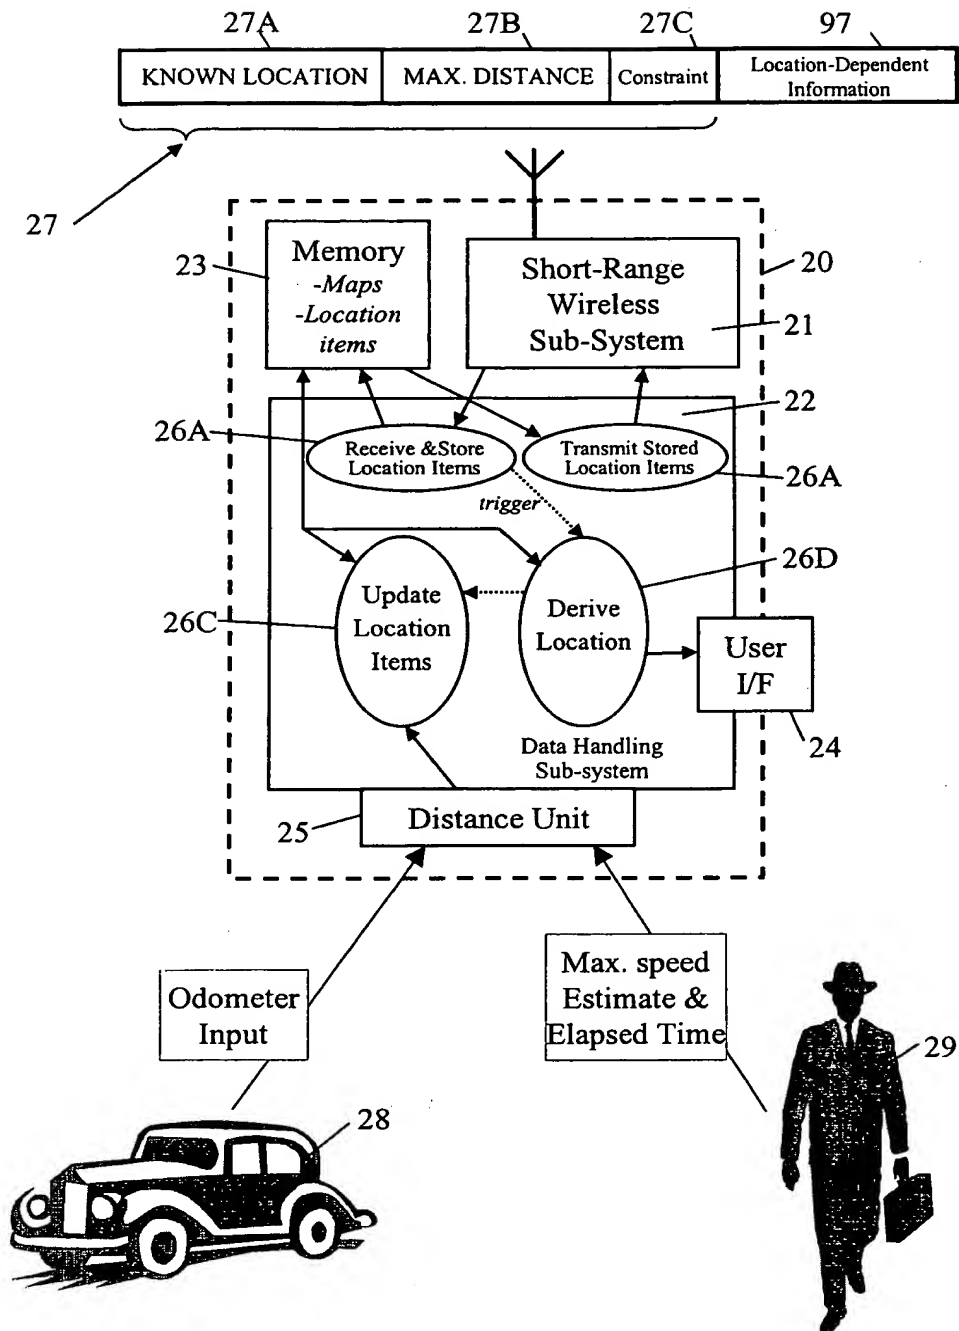 27A 27B 27C 97
KNOWN LOCATION MAX. DISTANCE Constraint Location-Dependent
Information
27
20
23
Memory
-Maps
-Location
items
Short-Range
Wireless
Sub-System
21
22
26A
Receive &Store
Location Items
Transmit Stored
Location Items
26A
trigger
26D
26C
Update
Location
Items
Derive
Location
User
I/F
24
Data Handling
Sub-system
25
Distance Unit
Odometer
Input
Max. speed
Estimate &
Elapsed Time
29
28